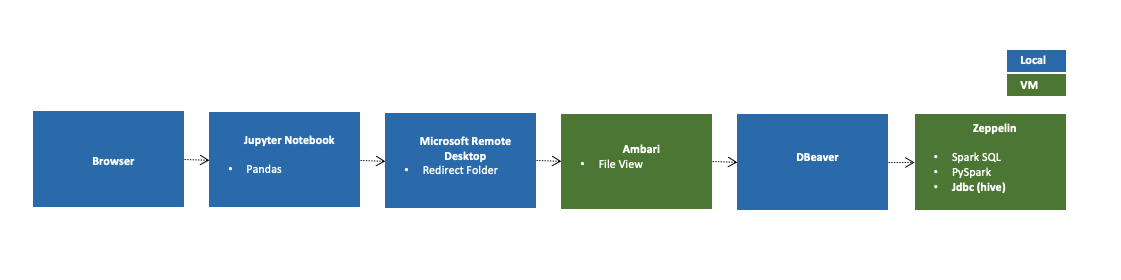 Local
VM
Browser
Jupyter Notebook
• Pandas
Microsoft Remote
Desktop
• Redirect Folder
Ambari
• File View
DBeaver
Zeppelin
• Spark SQL
• PySpark
• Jdbc (hive)